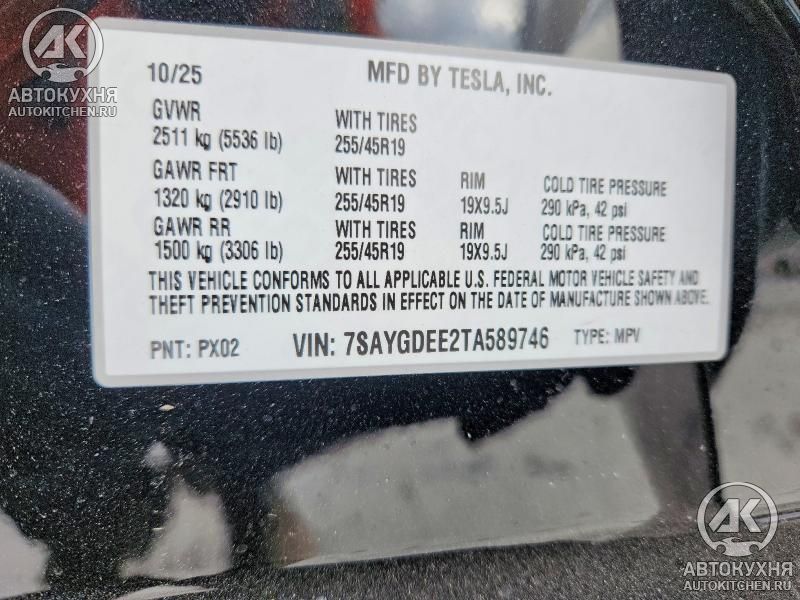 АК
АВТОКУХНЯ
AUTOKITCHEN.RU
10/25 MFD BY TESLA, INC.
GVWR WITH TIRES
2511 kg (5536 lb) 255/45R19
GAWR FRT WITH TIRES RIM COLD TIRE PRESSURE
1320 kg (2910 lb) 255/45R19 19X9.5J 290 kPa, 42 psi
GAWR RR WITH TIRES RIM COLD TIRE PRESSURE
1500 kg (3306 lb) 255/45R19 19X9.5J 290 kPa, 42 psi
THIS VEHICLE CONFORMS TO ALL APPLICABLE U.S. FEDERAL MOTOR VEHICLE SAFETY AND
THEFT PREVENTION STANDARDS IN EFFECT ON THE DATE OF MANUFACTURE SHOWN ABOVE.
PNT: PX02 VIN: 7SAYGDEE2TA589746 TYPE: MPV
АК
АВТОКУХНЯ
AUTOKITCHEN.RU